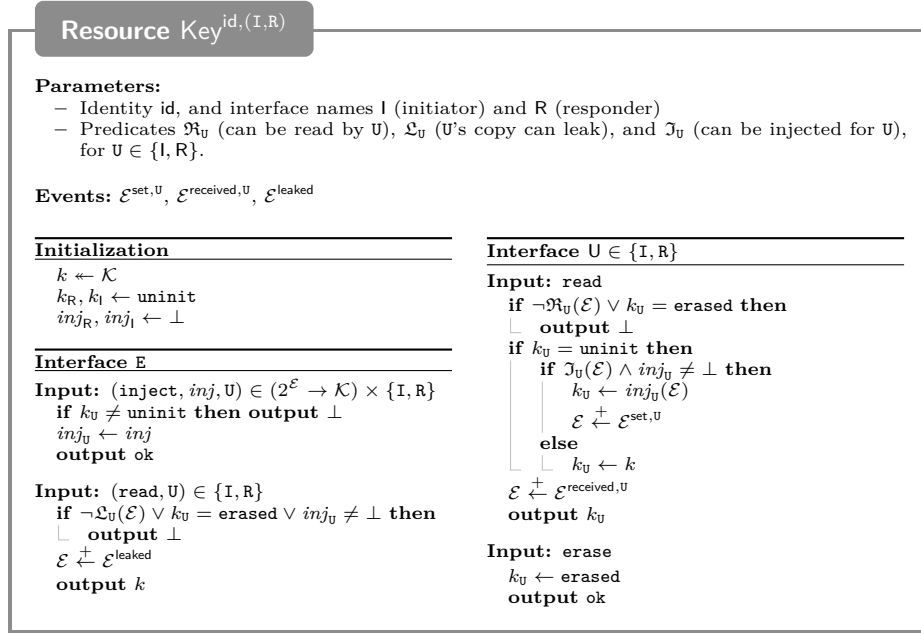 Resource Key^{id,(I,R)}
Parameters:
– Identity id, and interface names I (initiator) and R (responder)
– Predicates ℜ_U (can be read by U), 𝔏_U (U's copy can leak), and ℑ_U (can be injected for U),
for U ∈ {I, R}.
Events: ℰ^{set,U}, ℰ^{received,U}, ℰ^{leaked}
Initialization
k ↞ 𝒦
k_R, k_I ← uninit
inj_R, inj_I ← ⊥
Interface E
Input: (inject, inj, U) ∈ (2^ℰ → 𝒦) × {I, R}
if k_U ≠ uninit then output ⊥
inj_U ← inj
output ok
Input: (read, U) ∈ {I, R}
if ¬𝔏_U(ℰ) ∨ k_U = erased ∨ inj_U ≠ ⊥ then
output ⊥
ℰ ←^+ ℰ^{leaked}
output k
Interface U ∈ {I, R}
Input: read
if ¬ℜ_U(ℰ) ∨ k_U = erased then
output ⊥
if k_U = uninit then
if ℑ_U(ℰ) ∧ inj_U ≠ ⊥ then
k_U ← inj_U(ℰ)
ℰ ←^+ ℰ^{set,U}
else
k_U ← k
ℰ ←^+ ℰ^{received,U}
output k_U
Input: erase
k_U ← erased
output ok